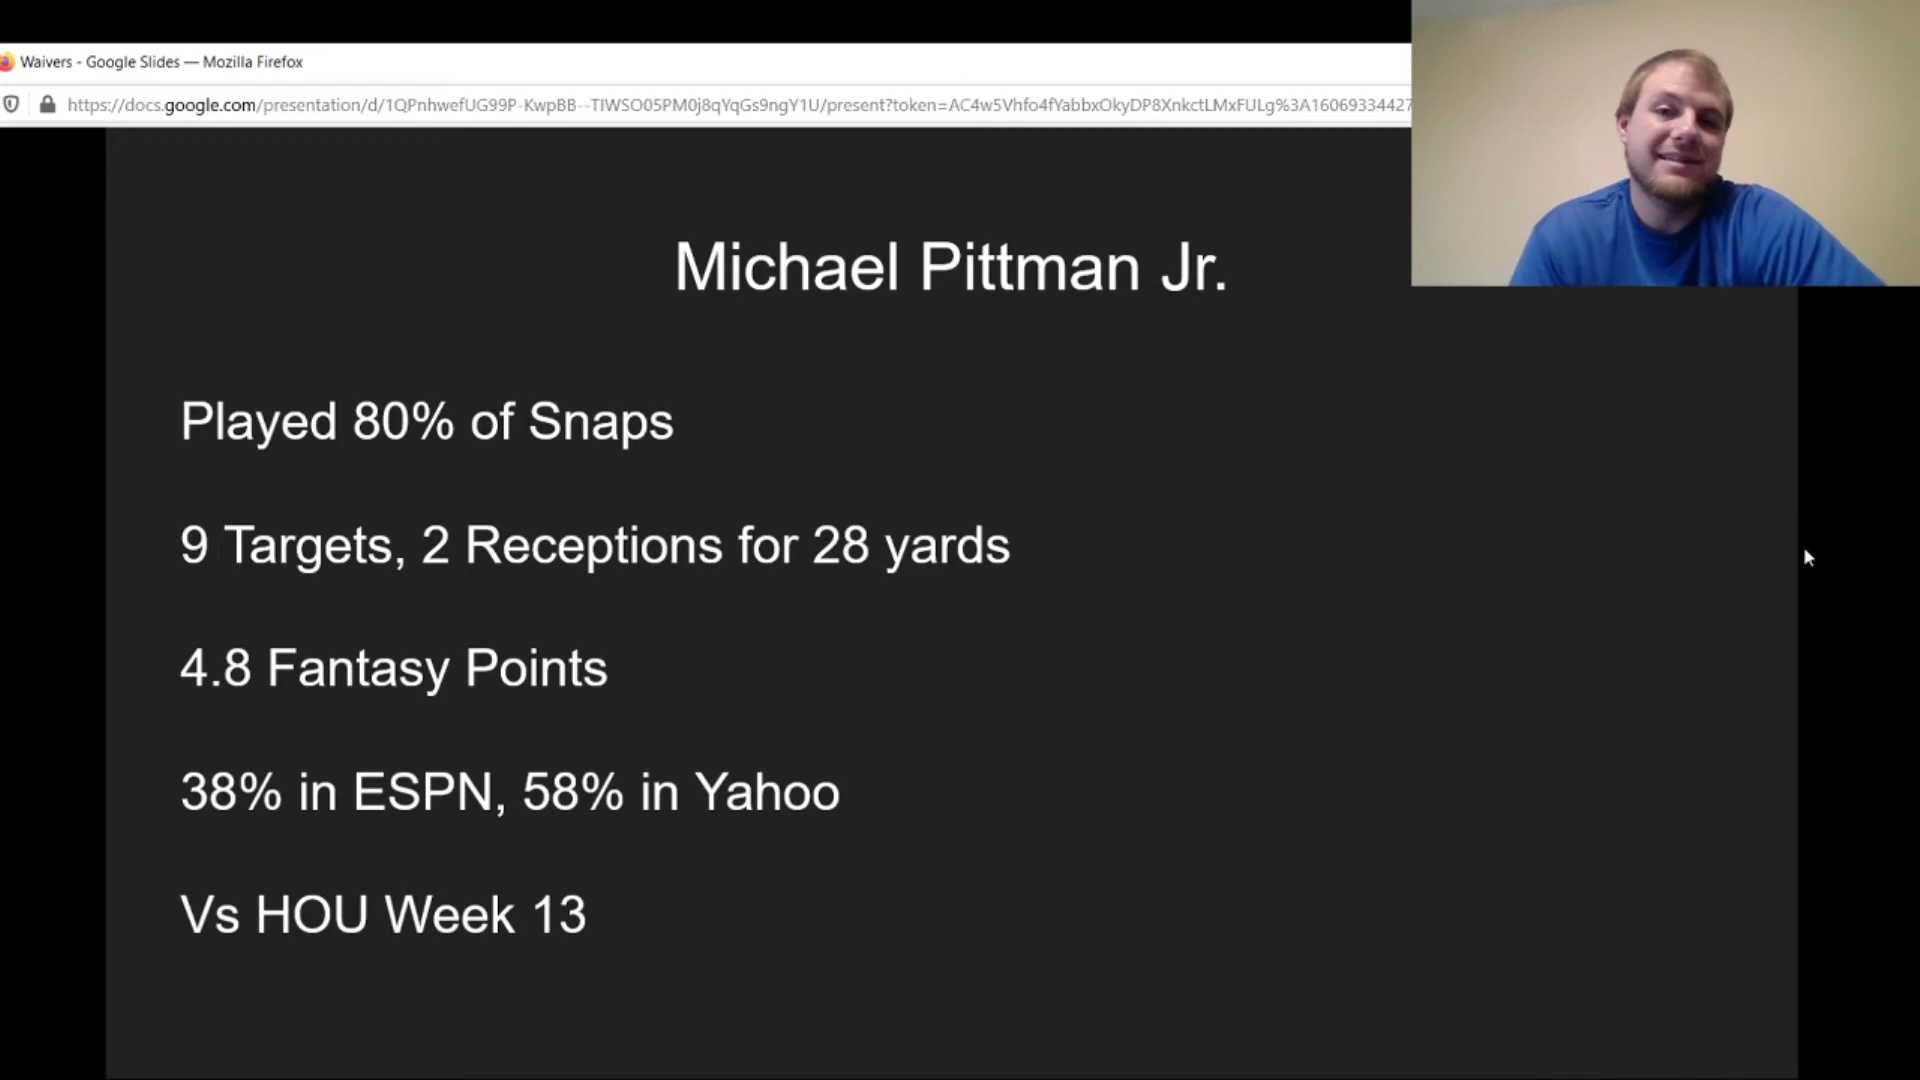 Waivers - Google Slides — Mozilla Firefox
https://docs.google.com/presentation/d/1QPnhwefUG99P-KwpBB--TIWSO05PM0j8qYqGs9ngY1U/present?token=AC4w5Vhfo4fYabbxOkyDP8XnkctLMxFULg%3A16069334427
Michael Pittman Jr.
Played 80% of Snaps
9 Targets, 2 Receptions for 28 yards
4.8 Fantasy Points
38% in ESPN, 58% in Yahoo
Vs HOU Week 13